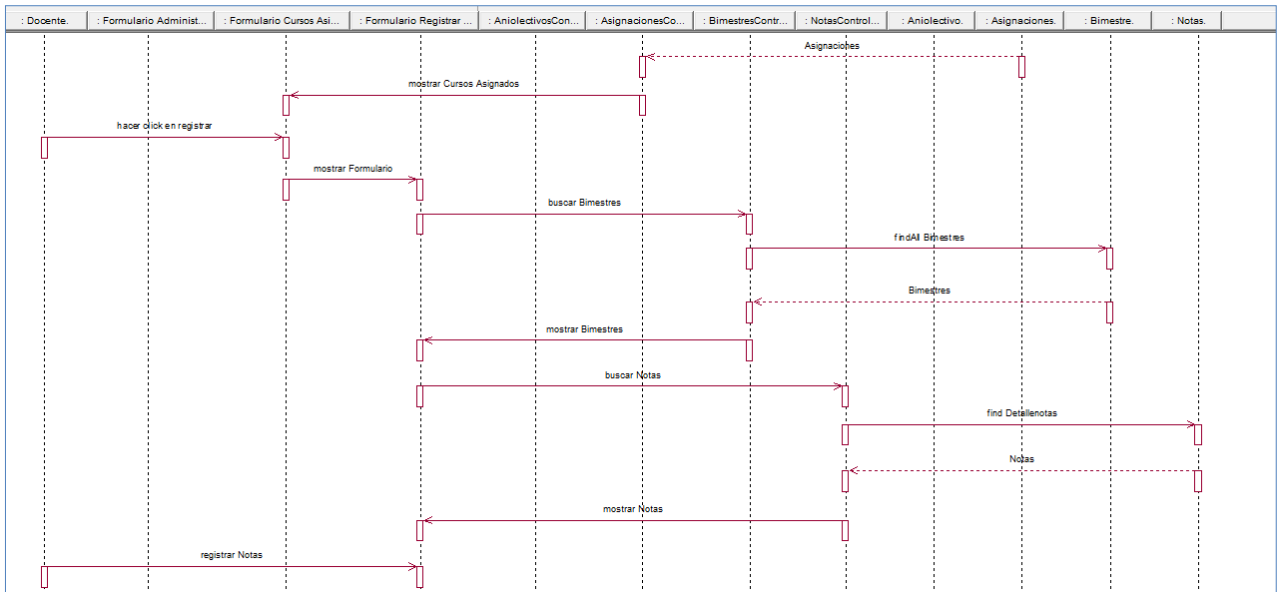 : Docente.
: Formulario Administ...
: Formulario Cursos Asi...
: Formulario Registrar ...
: AniolectivosCon...
: AsignacionesCo...
: BimestresContr...
: NotasControl...
: Aniolectivo.
: Asignaciones.
: Bimestre.
: Notas.
Asignaciones
mostrar Cursos Asignados
hacer click en registrar
mostrar Formulario
buscar Bimestres
findAll Bimestres
Bimestres
mostrar Bimestres
buscar Notas
find Detallenotas
Notas
mostrar Notas
registrar Notas